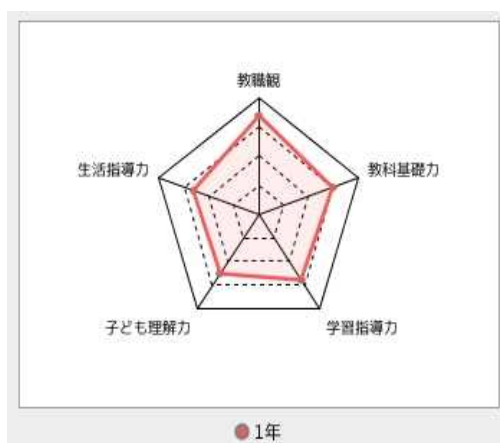 教職観
生活指導力
教科基礎力
子ども理解力
学習指導力
1年